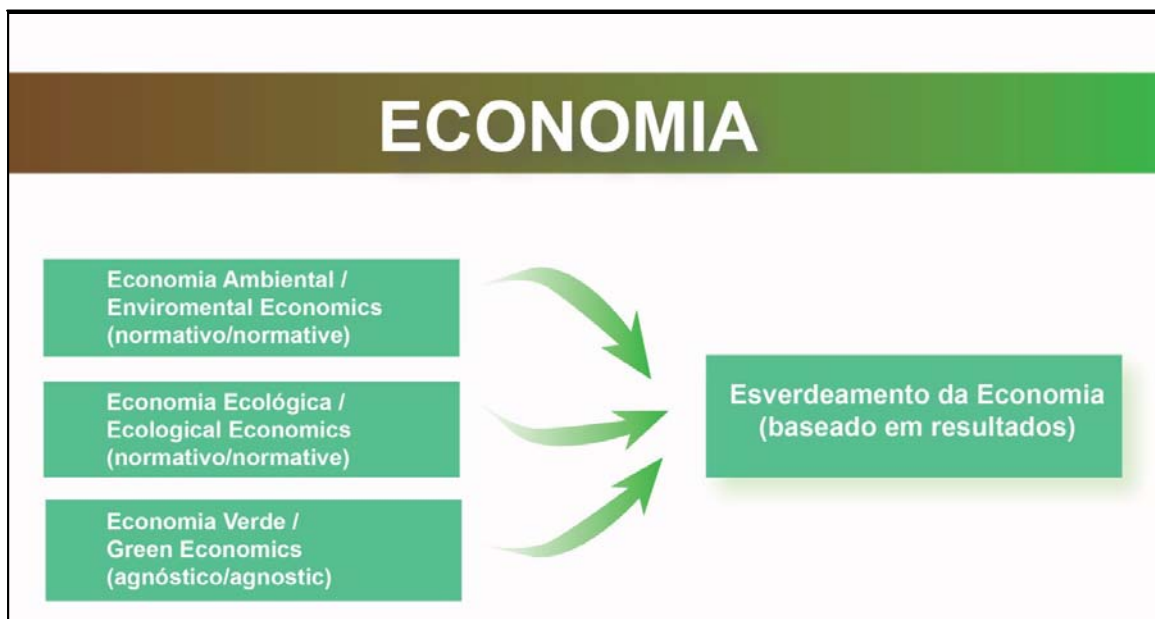 ECONOMIA
Economia Ambiental /
Enviromental Economics
(normativo/normative)
Economia Ecológica /
Ecological Economics
(normativo/normative)
Economia Verde /
Green Economics
(agnóstico/agnostic)
Esverdeamento da Economia
(baseado em resultados)